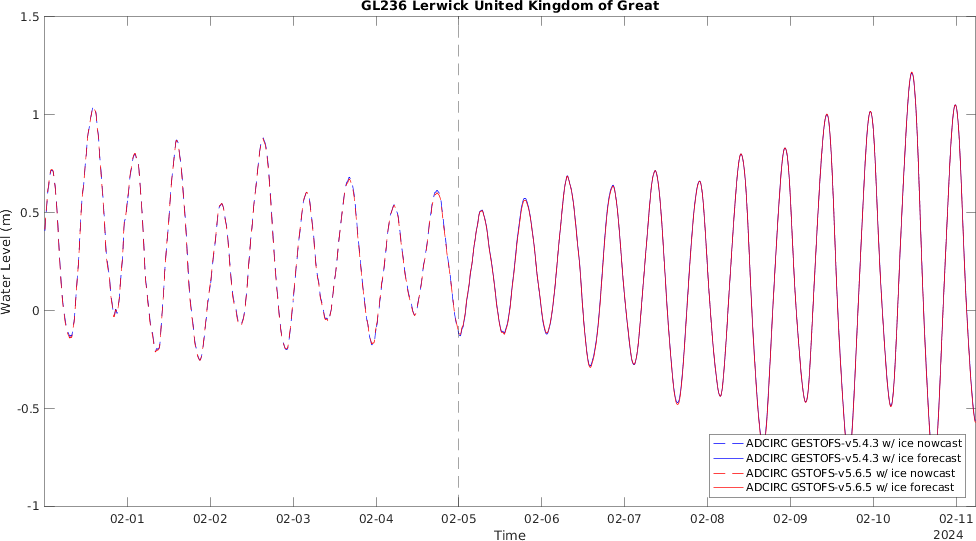 GL236 Lerwick United Kingdom of Great
1.5
1
0.5
0
-0.5
-1
Water Level (m)
02-01 02-02 02-03 02-04 02-05 02-06 02-07 02-08 02-09 02-10 02-11
2024
Time
ADCIRC GESTOFS-v5.4.3 w/ ice nowcast
ADCIRC GESTOFS-v5.4.3 w/ ice forecast
ADCIRC GSTOFS-v5.6.5 w/ ice nowcast
ADCIRC GSTOFS-v5.6.5 w/ ice forecast